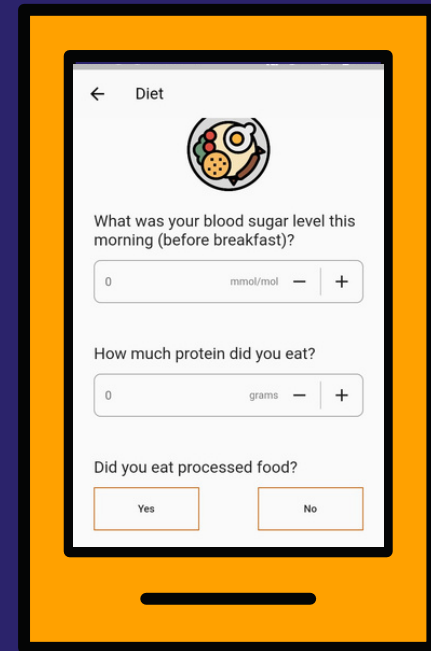 Diet
What was your blood sugar level this
morning (before breakfast)?
0 mmol/mol
How much protein did you eat?
0 grams
Did you eat processed food?
Yes No